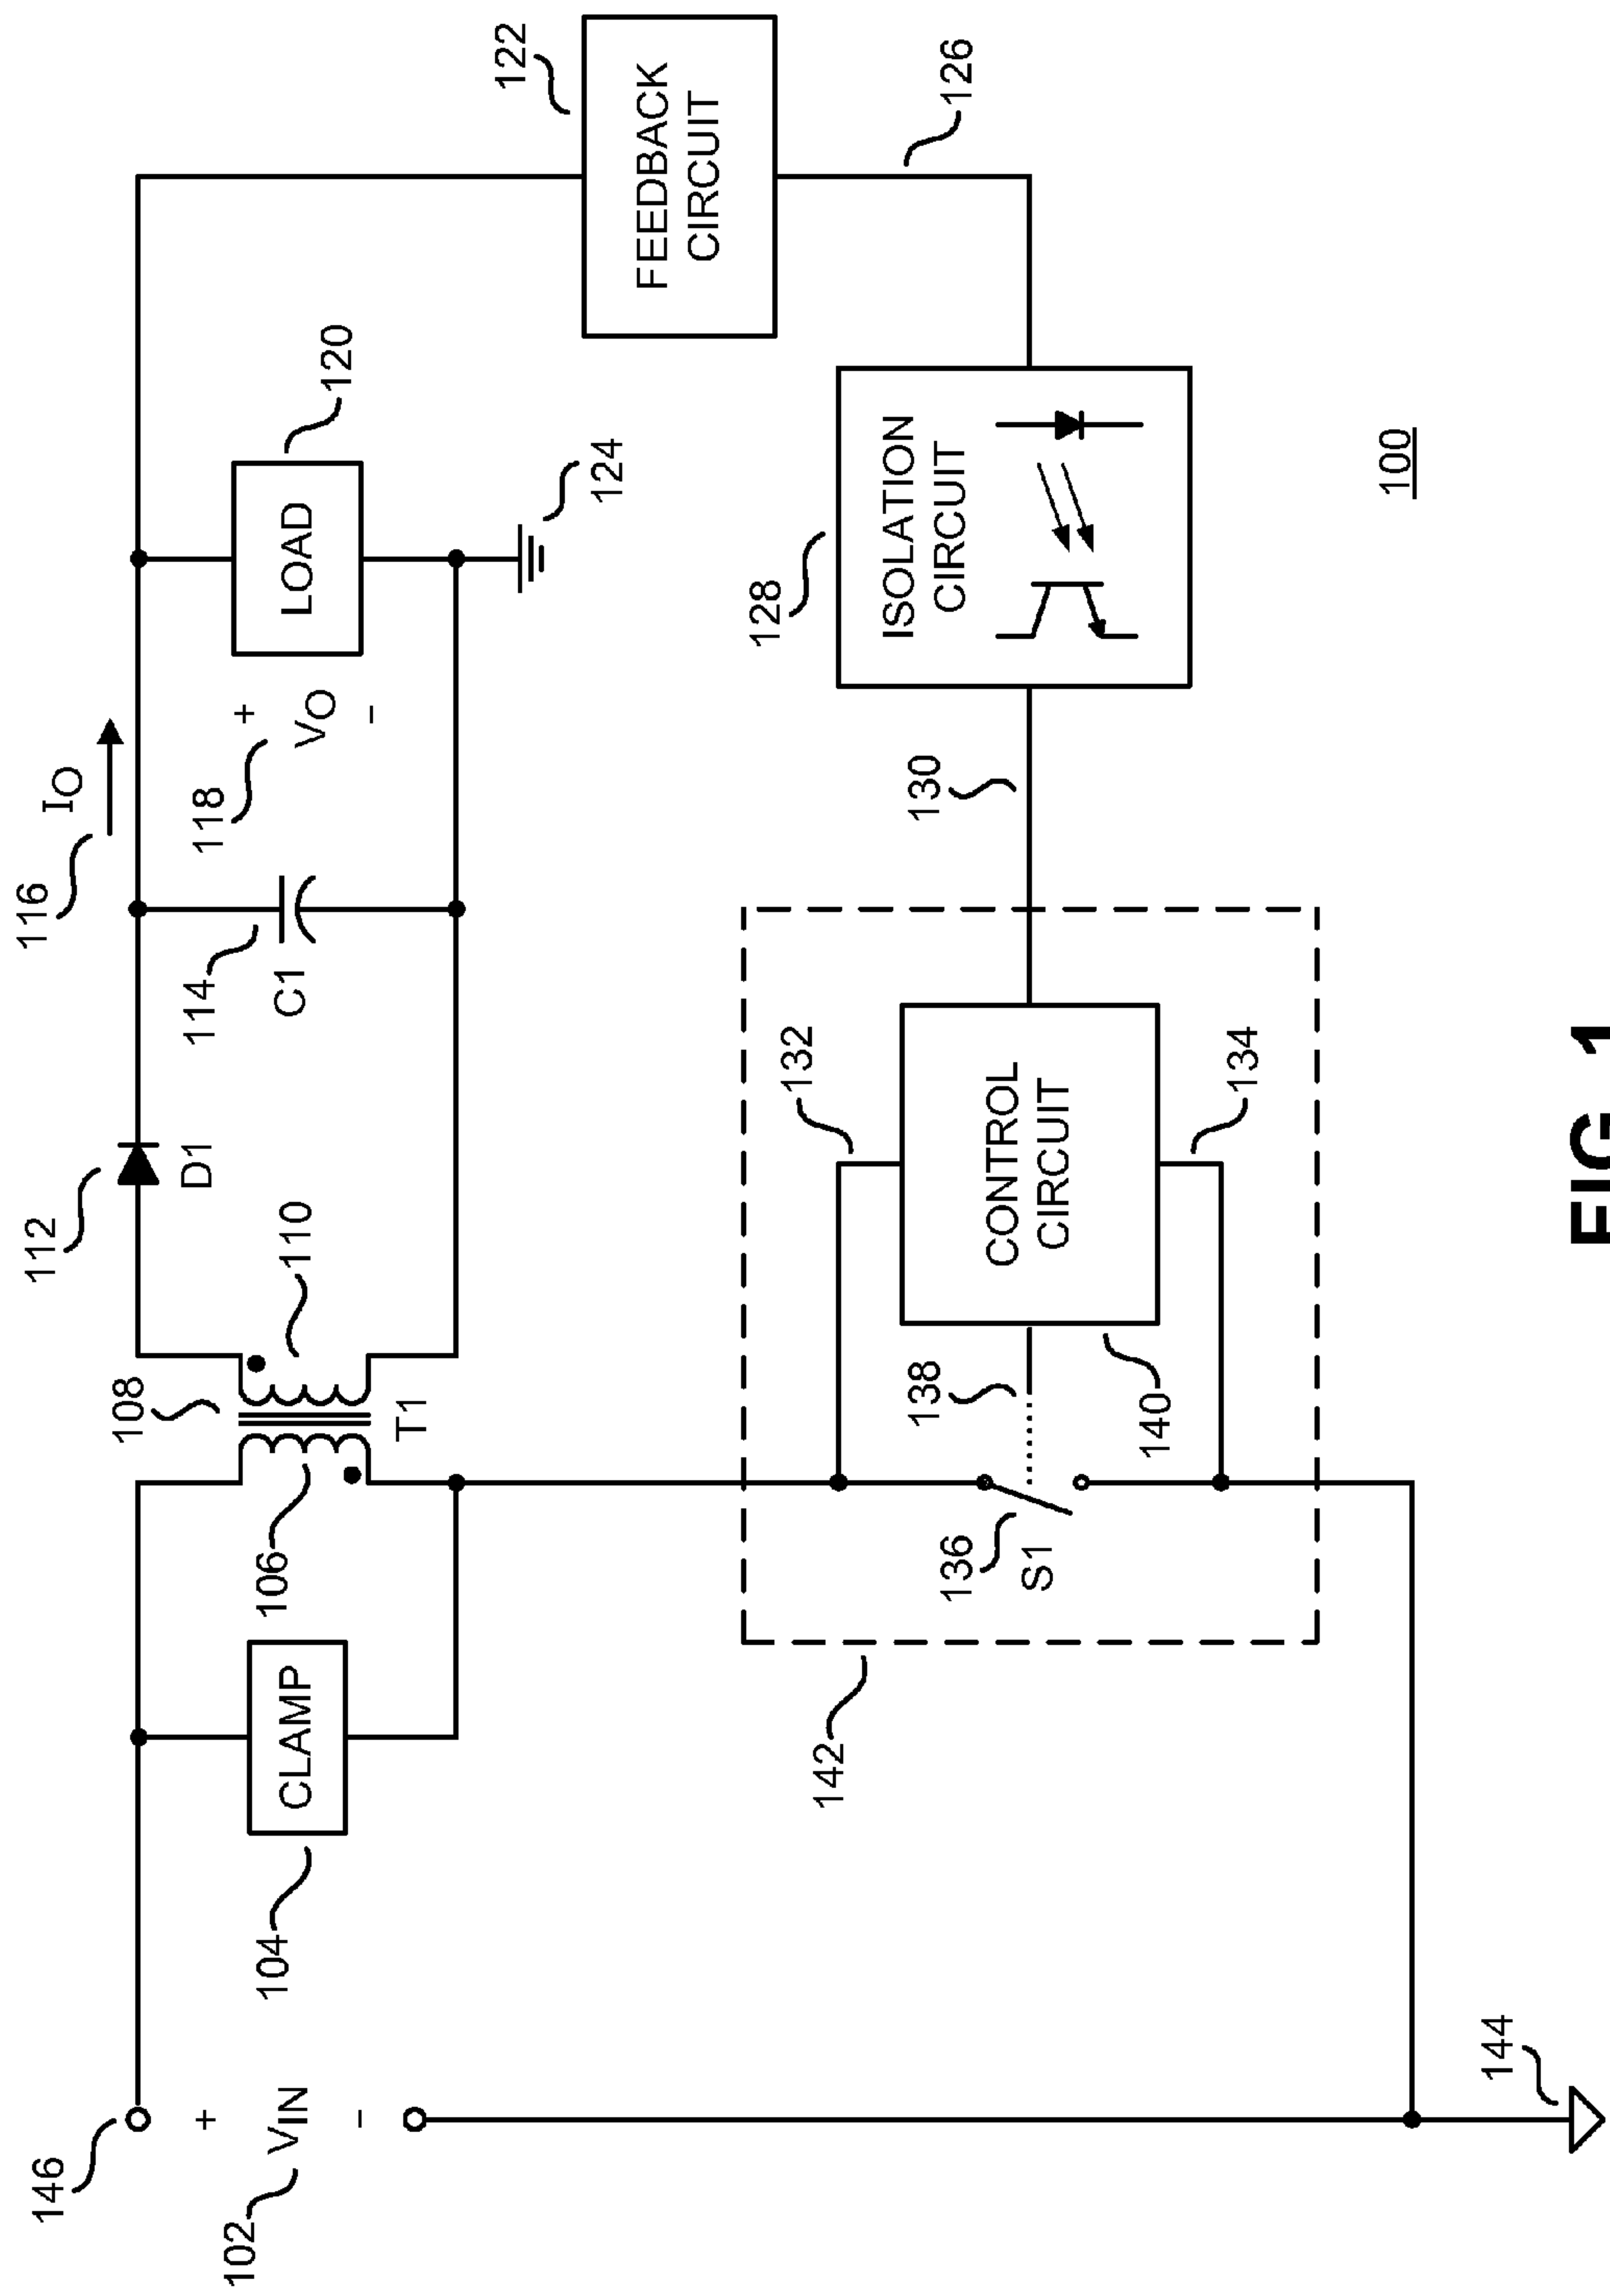 116
IO
112
108
146
D1
110
114
C1
118
+
VO
-
LOAD
120
124
122
FEEDBACK
CIRCUIT
126
+
VIN
-
102
104
CLAMP
106
T1
128
ISOLATION
CIRCUIT
130
132
CONTROL
CIRCUIT
134
138
136
S1
140
142
144
100
FIG. 1